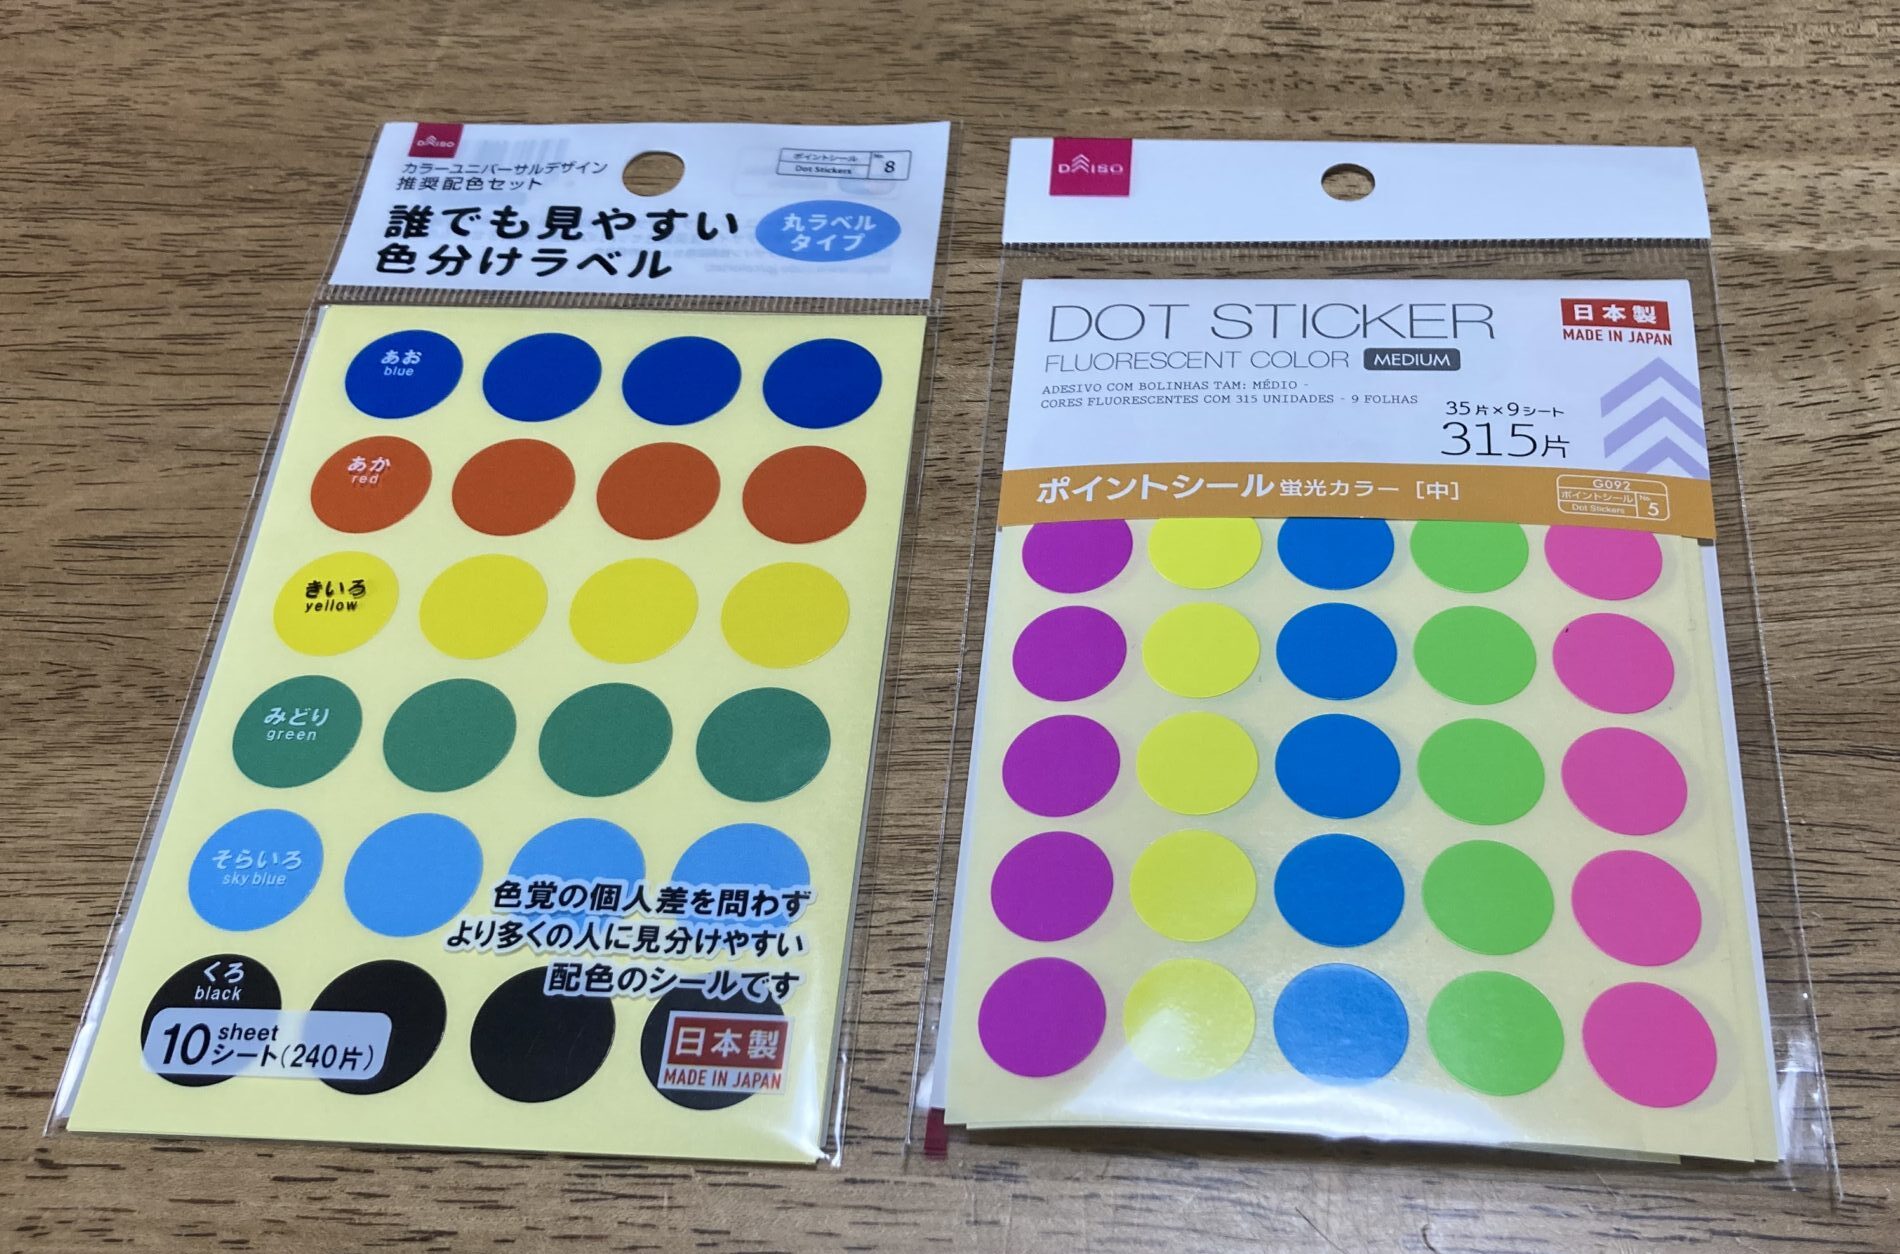 DAISO
カラーユニバーサルデザイン
推奨配色セット
ポイントシール
Dot Stickers
No. 8
誰でも見やすい
色分けラベル
丸ラベル
タイプ
あお
blue
あか
red
きいろ
yellow
みどり
green
そらいろ
sky blue
くろ
black
色覚の個人差を問わず
より多くの人に見分けやすい
配色のシールです
10 sheet
シート(240片)
日本製
MADE IN JAPAN
DAISO
DOT STICKER
FLUORESCENT COLOR MEDIUM
日本製
MADE IN JAPAN
ADESIVO COM BOLINHAS TAM: MÉDIO -
CORES FLUORESCENTES COM 315 UNIDADES - 9 FOLHAS
35片×9シート
315片
ポイントシール 蛍光カラー [中]
G092
ポイントシール
Dot Stickers
No. 5